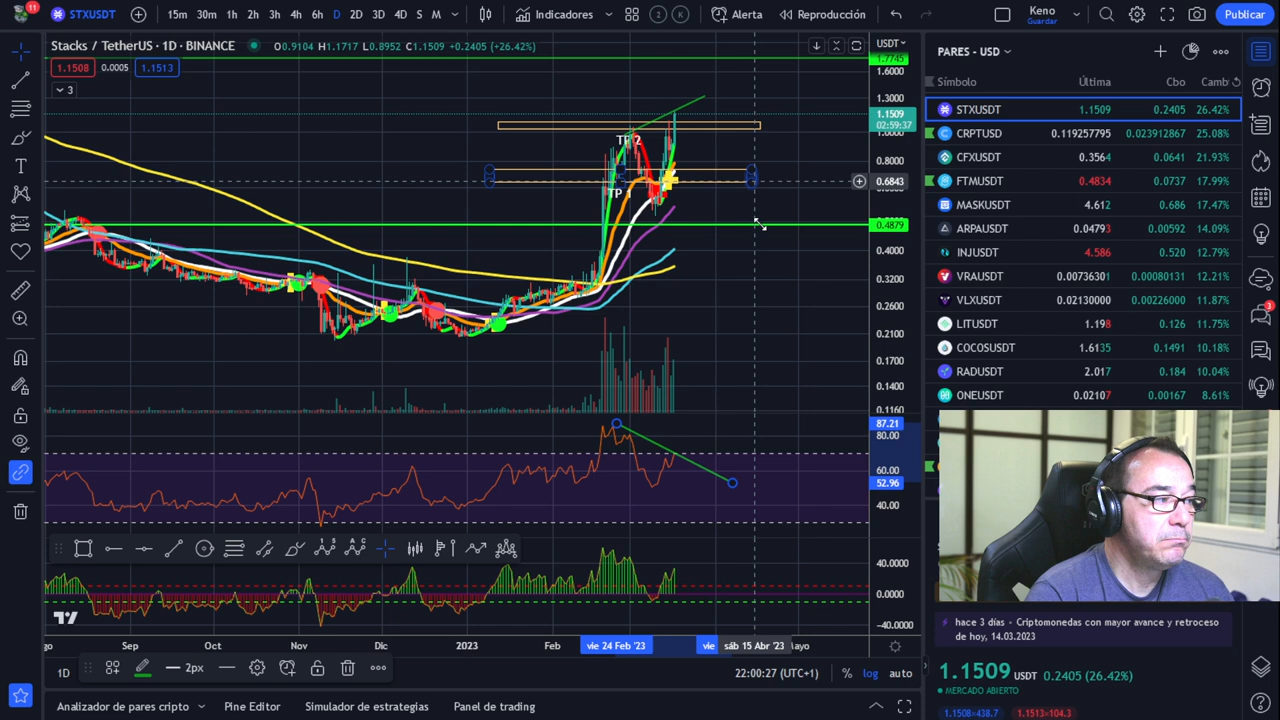 11
STXUSDT
15m 30m 1h 2h 3h 4h 6h D 2D 3D 4D S M
Indicadores
2 K
Alerta
Reproducción
Keno
Guardar
Publicar
Stacks / TetherUS · 1D · BINANCE
O0.9104 H1.1717 L0.8952 C1.1509 +0.2405 (+26.42%)
1.1508 0.0005 1.1513
3
USDT
1.7745
1.6000
1.3000
1.1509
02:59:37
1.0000
0.8000
0.6843
0.4879
0.4000
0.3200
0.2600
0.2100
0.1700
0.1400
0.1160
TP 2
TP 1
87.21
80.00
60.00
52.96
40.00
40.0000
0.0000
−40.0000
Sep Oct Nov Dic 2023 Feb vie 24 Feb '23 vie sáb 15 Abr '23
1D
2px
22:00:27 (UTC+1)
% log auto
Analizador de pares cripto Pine Editor Simulador de estrategias Panel de trading
PARES - USD
Símbolo Última Cbo Camb
STXUSDT 1.1509 0.2405 26.42%
CRPTUSD 0.119257795 0.023912867 25.08%
CFXUSDT 0.3564 0.0641 21.93%
FTMUSDT 0.4834 0.0737 17.99%
MASKUSDT 4.612 0.686 17.47%
ARPAUSDT 0.0479​3 0.00592 14.09%
INJUSDT 4.586 0.520 12.79%
VRAUSDT 0.0073601 0.00080131 12.21%
VLXUSDT 0.02130000 0.00226000 11.87%
LITUSDT 1.198 0.126 11.75%
COCOSUSDT 1.6135 0.1491 10.18%
RADUSDT 2.017 0.184 10.04%
ONEUSDT 0.02107 0.00167 8.61%
3
hace 3 días - Criptomonedas con mayor avance y retroceso
de hoy, 14.03.2023
1.1509 USDT 0.2405 (26.42%)
MERCADO ABIERTO
1.1508×438.7 1.1513×104.3